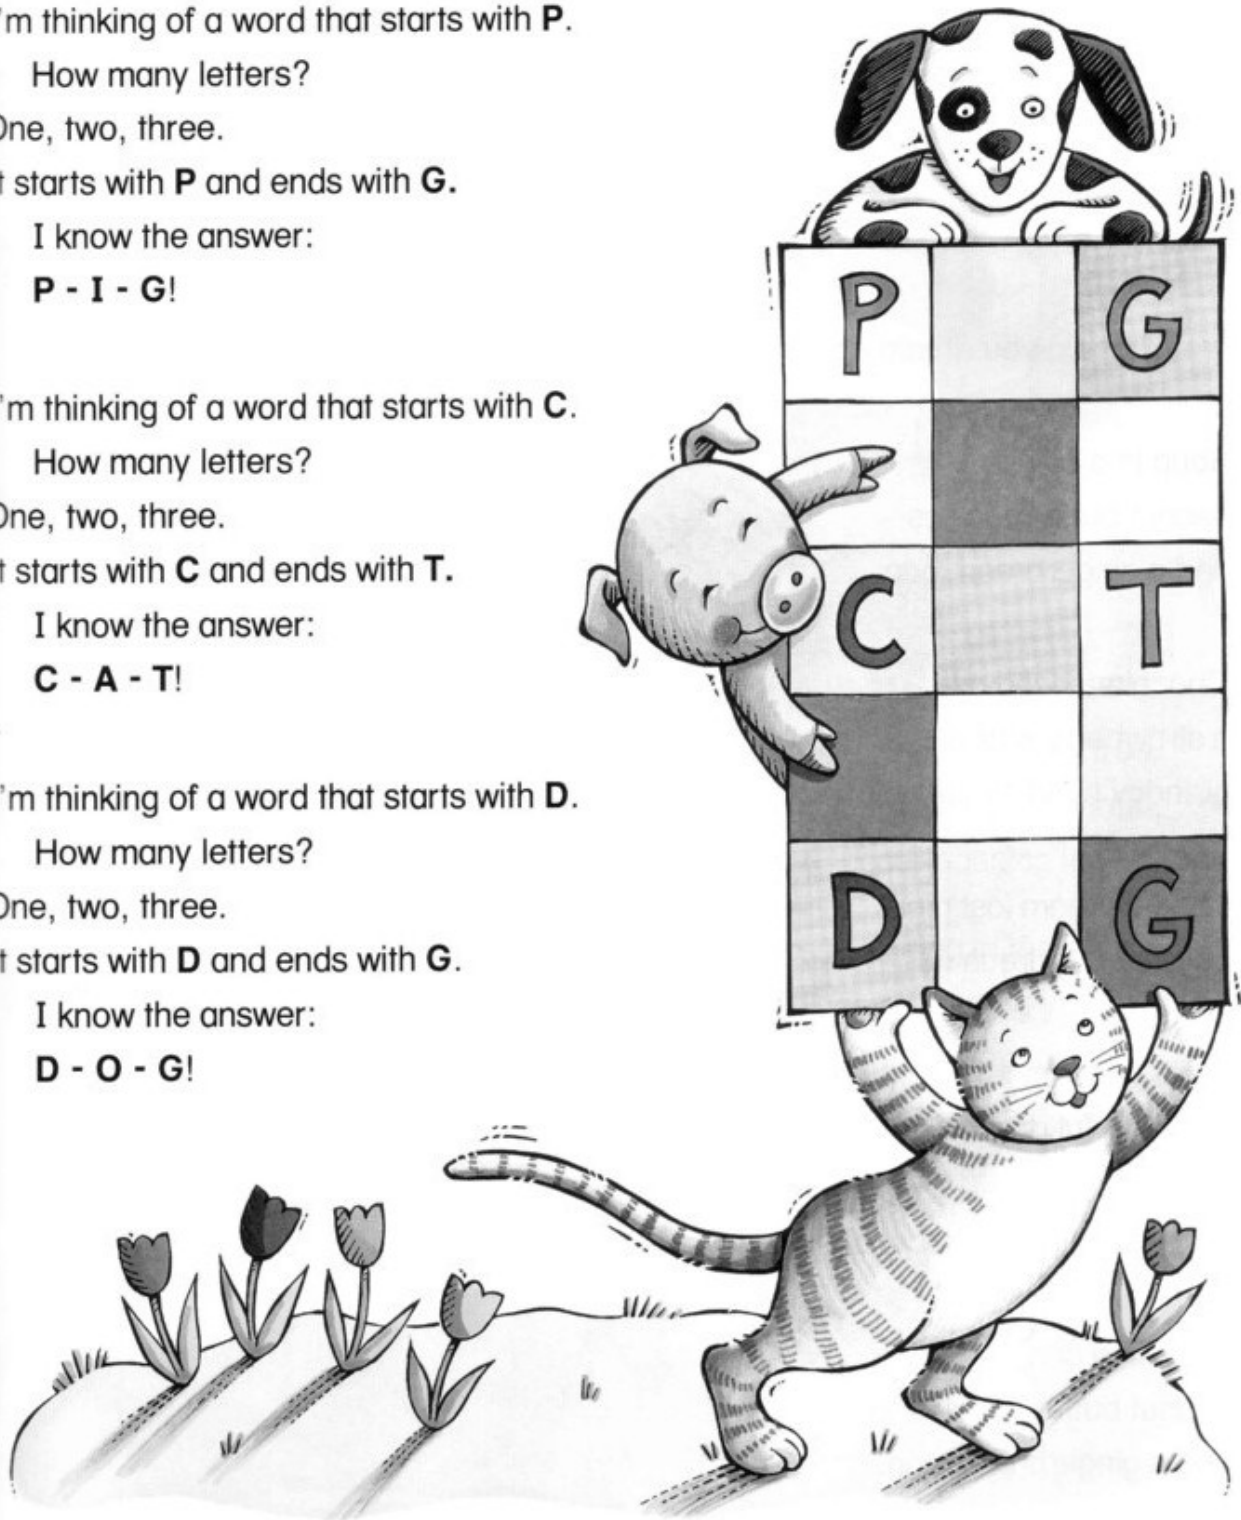 'm thinking of a word that starts with P.
How many letters?
One, two, three.
t starts with P and ends with G.
I know the answer:
P - I - G!
'm thinking of a word that starts with C.
How many letters?
One, two, three.
t starts with C and ends with T.
I know the answer:
C - A - T!
'm thinking of a word that starts with D.
How many letters?
One, two, three.
t starts with D and ends with G.
I know the answer:
D - O - G!
P G
C T
D G